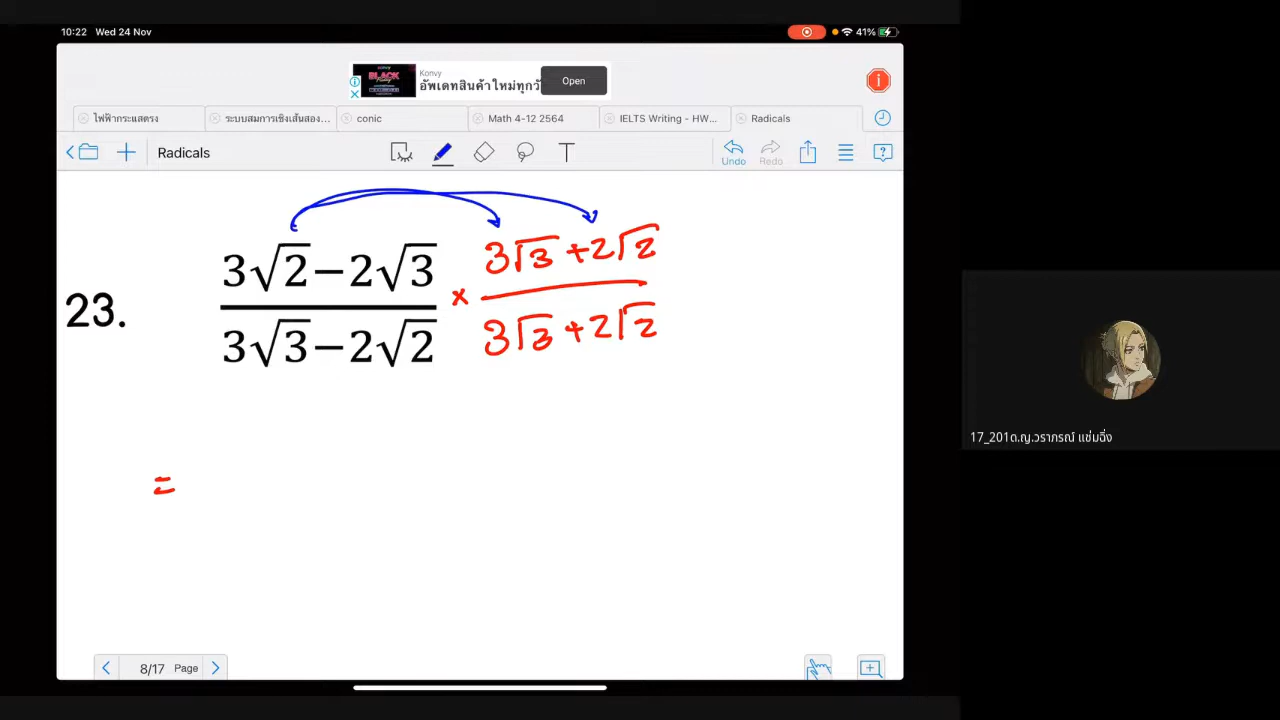 10:22 Wed 24 Nov
41%
Konvy
อัพเดทสินค้าใหม่ทุกวั
Open
BLACK
ไฟฟ้ากระแสตรง
ระบบสมการเชิงเส้นสอง...
conic
Math 4-12 2564
IELTS Writing - HW...
Radicals
Radicals
T
Undo
Redo
23.
3√2−2√3 / 3√3−2√2 × 3√3+2√2 / 3√3+2√2
=
17_201ด.ญ.วราภรณ์ แช่มฉิ่ง
8/17 Page